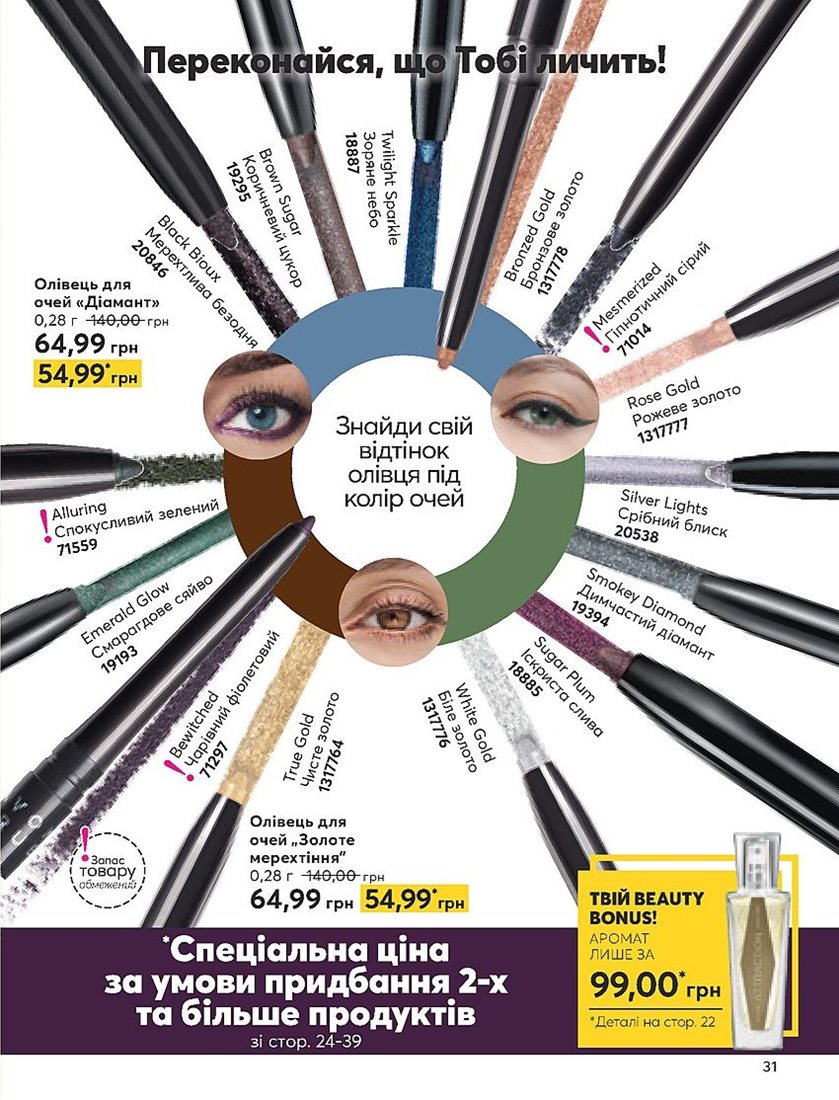 Переконайся, що Тобі личить!
Black Bioux
Мерехтлива безодня
20846
Brown Sugar
Коричневий цукор
19295
Twilight Sparkle
Зоряне небо
18887
Bronzed Gold
Бронзове золото
1317778
! Mesmerized
Гіпнотичний сірий
71014
Rose Gold
Рожеве золото
1317777
Олівець для
очей «Діамант»
0,28 г 140,00 грн
64,99 грн
54,99* грн
Знайди свій
відтінок
олівця під
колір очей
! Alluring
Спокусливий зелений
71559
Silver Lights
Срібний блиск
20538
Emerald Glow
Смарагдове сяйво
19193
Smokey Diamond
Димчастий діамант
19394
Sugar Plum
Іскриста слива
18885
! Bewitched
Чарівний фіолетовий
71297
True Gold
Чисте золото
1317764
White Gold
Біле золото
1317776
! Запас
товару
обмежений
Олівець для
очей „Золоте
мерехтіння”
0,28 г 140,00 грн
64,99 грн 54,99* грн
*Спеціальна ціна
за умови придбання 2-х
та більше продуктів
зі стор. 24-39
ТВІЙ BEAUTY
BONUS!
АРОМАТ
ЛИШЕ ЗА
99,00* грн
*Деталі на стор. 22
31